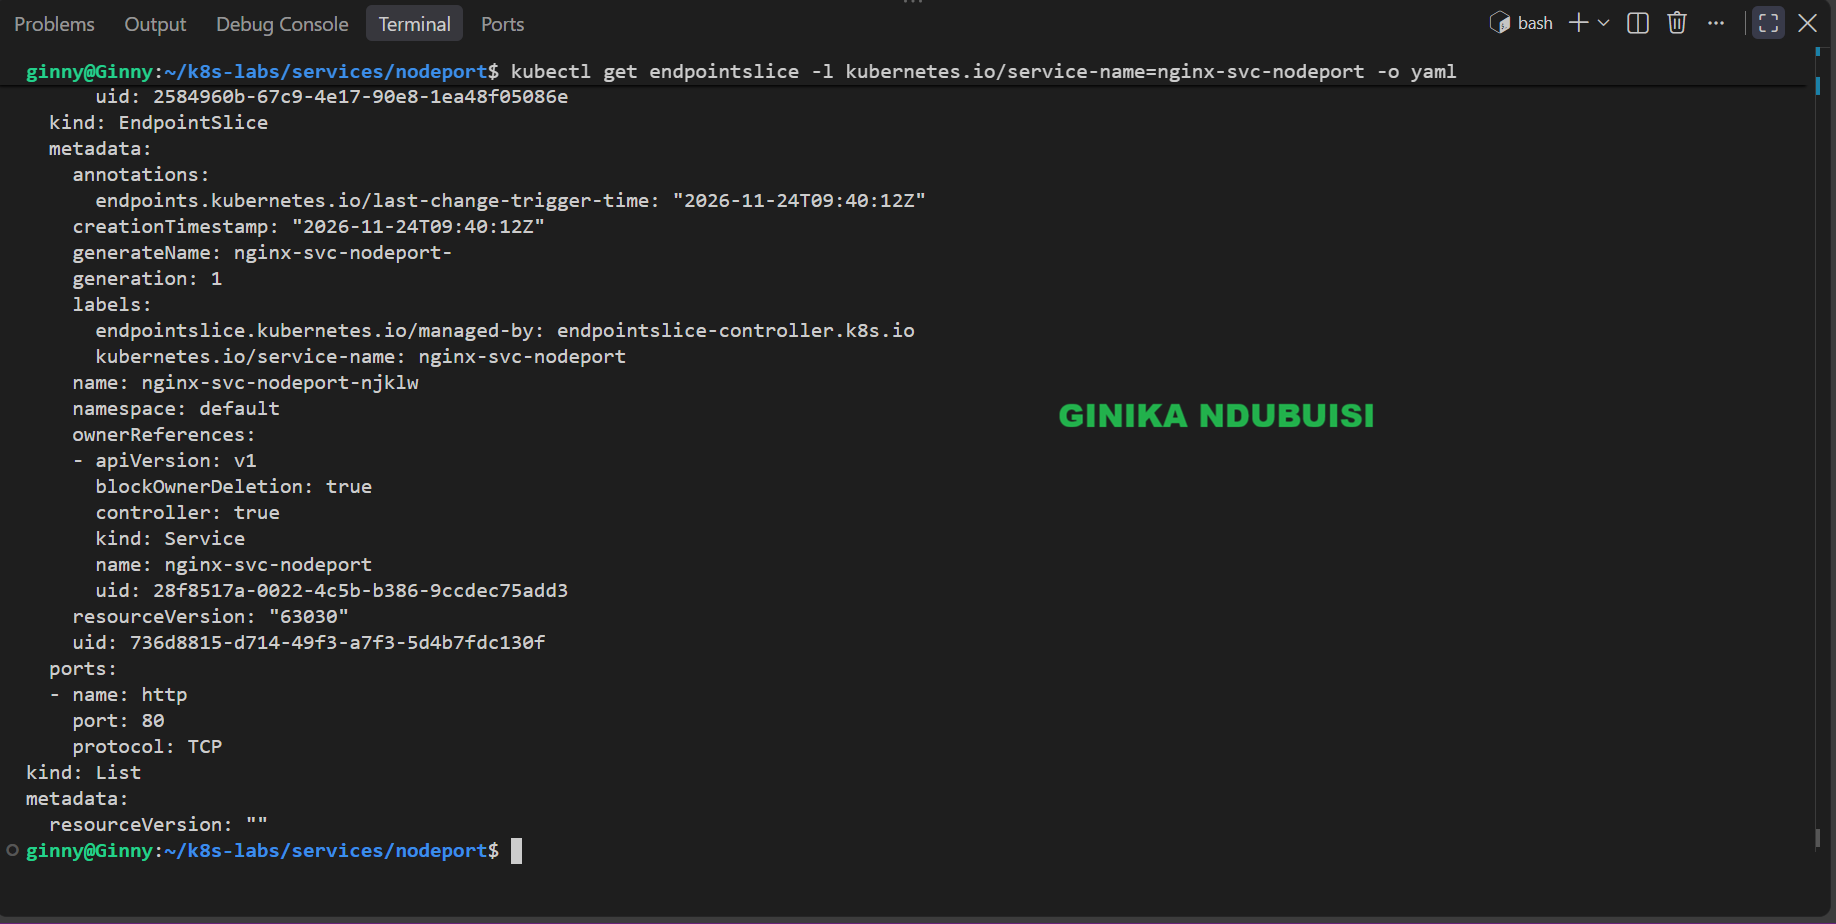 Problems Output Debug Console Terminal Ports bash
ginny@Ginny:~/k8s-labs/services/nodeport$ kubectl get endpointslice -l kubernetes.io/service-name=nginx-svc-nodeport -o yaml
uid: 2584960b-67c9-4e17-90e8-1ea48f05086e
kind: EndpointSlice
metadata:
annotations:
endpoints.kubernetes.io/last-change-trigger-time: "2026-11-24T09:40:12Z"
creationTimestamp: "2026-11-24T09:40:12Z"
generateName: nginx-svc-nodeport-
generation: 1
labels:
endpointslice.kubernetes.io/managed-by: endpointslice-controller.k8s.io
kubernetes.io/service-name: nginx-svc-nodeport
name: nginx-svc-nodeport-njklw
namespace: default
GINIKA NDUBUISI
ownerReferences:
- apiVersion: v1
blockOwnerDeletion: true
controller: true
kind: Service
name: nginx-svc-nodeport
uid: 28f8517a-0022-4c5b-b386-9ccdec75add3
resourceVersion: "63030"
uid: 736d8815-d714-49f3-a7f3-5d4b7fdc130f
ports:
- name: http
port: 80
protocol: TCP
kind: List
metadata:
resourceVersion: ""
ginny@Ginny:~/k8s-labs/services/nodeport$